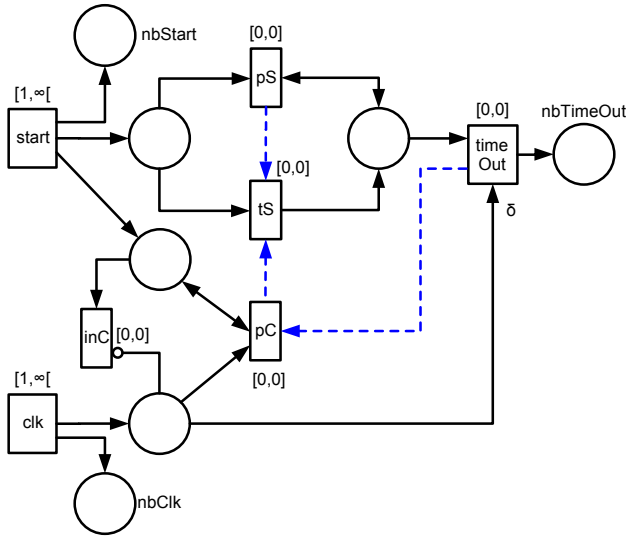 nbStart
[0,0]
[1,∞[
pS
start
[0,0]
nbTimeOut
time
Out
[0,0]
tS
δ
inC
[0,0]
pC
[0,0]
[1,∞[
clk
nbClk